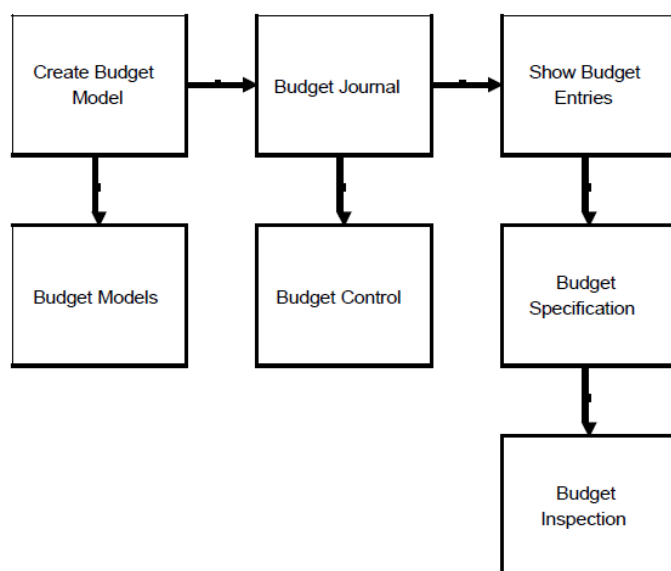 Create Budget
Model
Budget Journal
Show Budget
Entries
Budget Models
Budget Control
Budget
Specification
Budget
Inspection